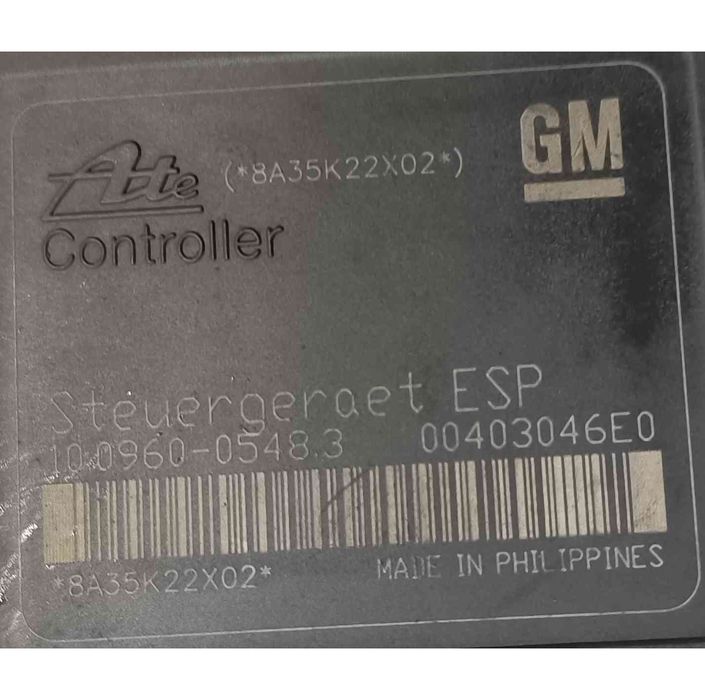 Ate (*8A35K22X02*) GM
Controller
Steuergeraet ESP
10.0960-0548.3 00403046E0
*8A35K22X02* MADE IN PHILIPPINES